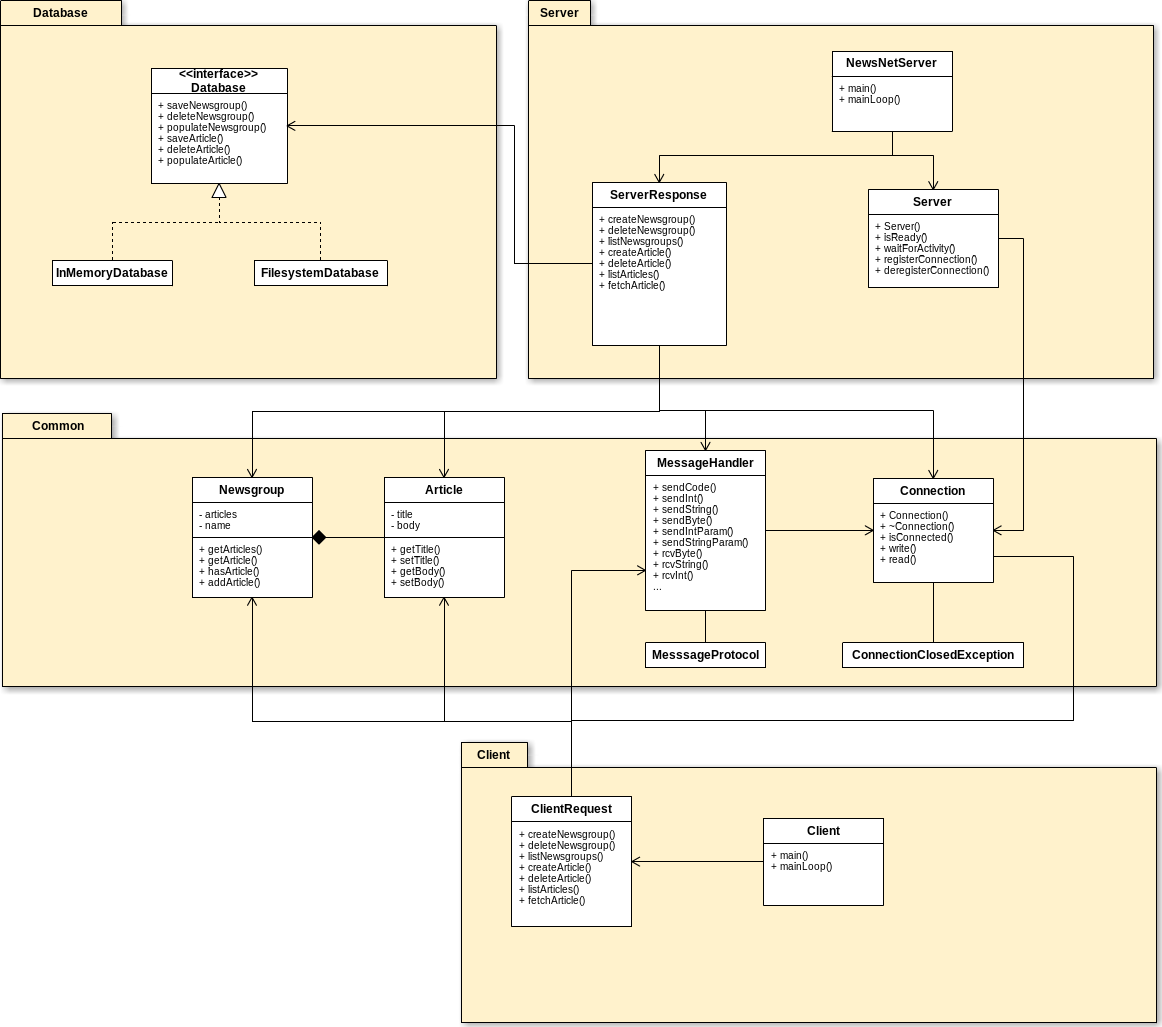 Database
<<interface>>
Database
+ saveNewsgroup()
+ deleteNewsgroup()
+ populateNewsgroup()
+ saveArticle()
+ deleteArticle()
+ populateArticle()
InMemoryDatabase
FilesystemDatabase
Server
NewsNetServer
+ main()
+ mainLoop()
ServerResponse
+ createNewsgroup()
+ deleteNewsgroup()
+ listNewsgroups()
+ createArticle()
+ deleteArticle()
+ listArticles()
+ fetchArticle()
Server
+ Server()
+ isReady()
+ waitForActivity()
+ registerConnection()
+ deregisterConnection()
Common
Newsgroup
- articles
- name
+ getArticles()
+ getArticle()
+ hasArticle()
+ addArticle()
Article
- title
- body
+ getTitle()
+ setTitle()
+ getBody()
+ setBody()
MessageHandler
+ sendCode()
+ sendInt()
+ sendString()
+ sendByte()
+ sendIntParam()
+ sendStringParam()
+ rcvByte()
+ rcvString()
+ rcvInt()
...
MesssageProtocol
Connection
+ Connection()
+ ~Connection()
+ isConnected()
+ write()
+ read()
ConnectionClosedException
Client
ClientRequest
+ createNewsgroup()
+ deleteNewsgroup()
+ listNewsgroups()
+ createArticle()
+ deleteArticle()
+ listArticles()
+ fetchArticle()
Client
+ main()
+ mainLoop()